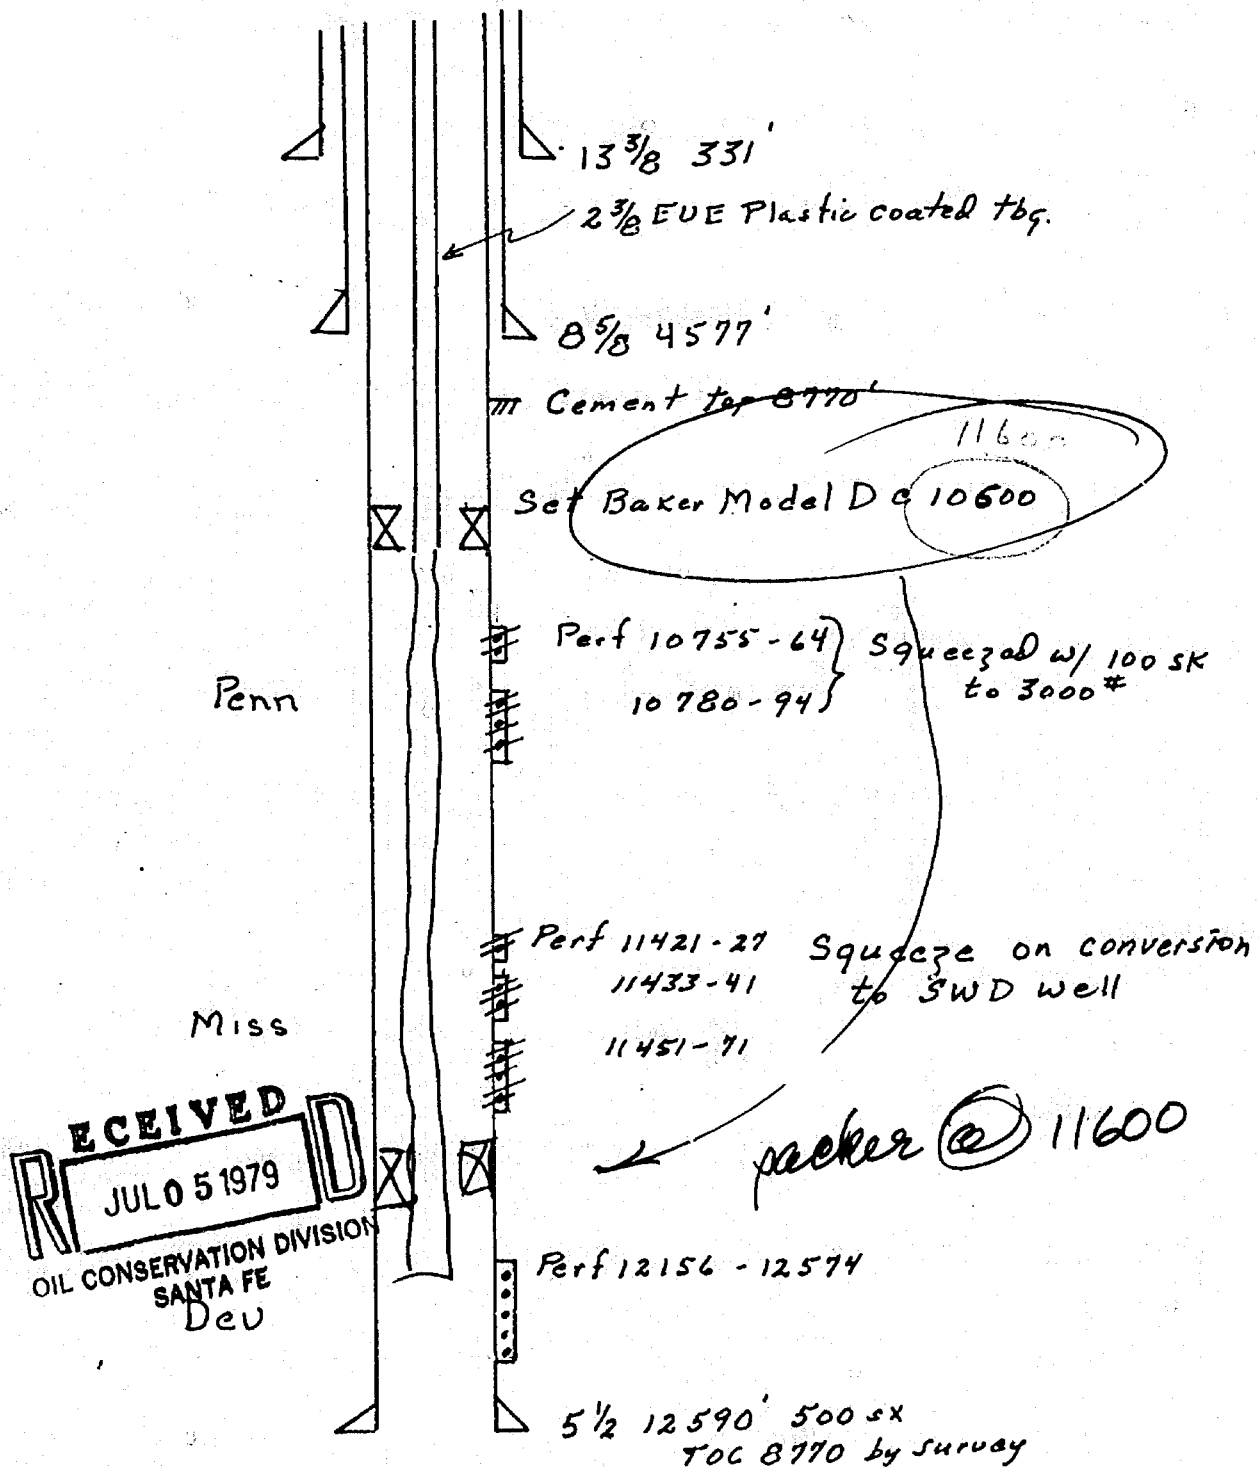 13 3/8 331'
2 3/8 EUE Plastic coated tbg.
8 5/8 4577'
Cement top 8770'
11600
Set Baker Model D @ 10600
Perf 10755-64 } Squeezed w/ 100 sk
10780-94 } to 3000#
Penn
Perf 11421-27 Squeeze on conversion
11433-41 to SWD well
Miss
11451-71
RECEIVED
JUL 05 1979
OIL CONSERVATION DIVISION
SANTA FE
packer @ 11600
Perf 12156 - 12574
Dev
5 1/2 12590' 500 sx
TOC 8770 by survey